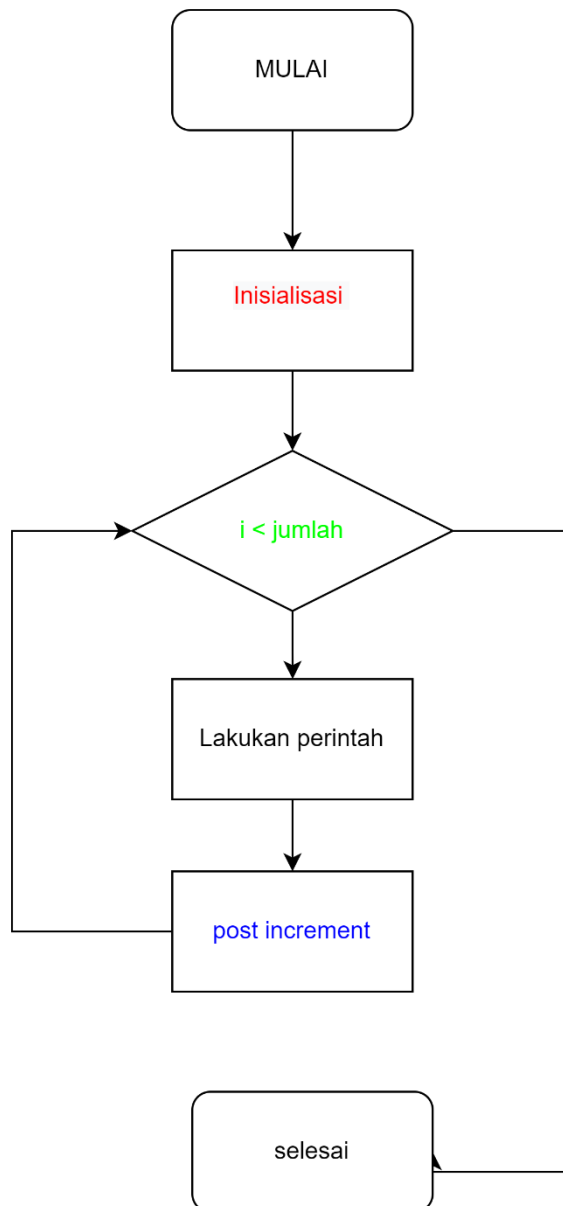 MULAI
Inisialisasi
i < jumlah
Lakukan perintah
post increment
selesai